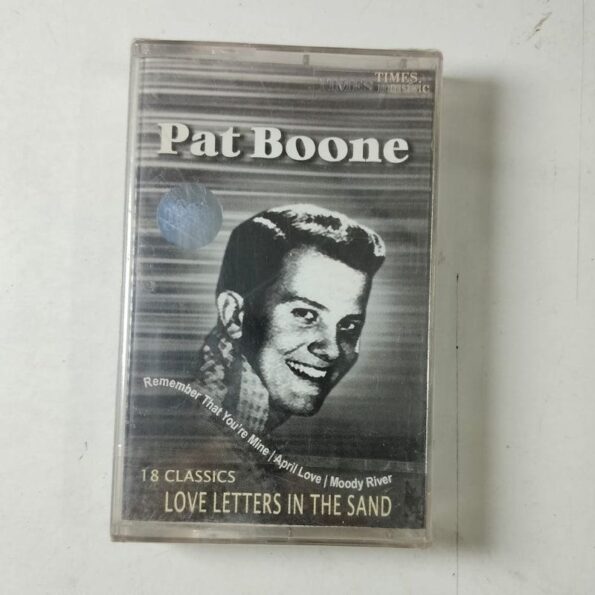 TIMES
music
Pat Boone
Remember That You're Mine | April Love | Moody River
18 CLASSICS
LOVE LETTERS IN THE SAND